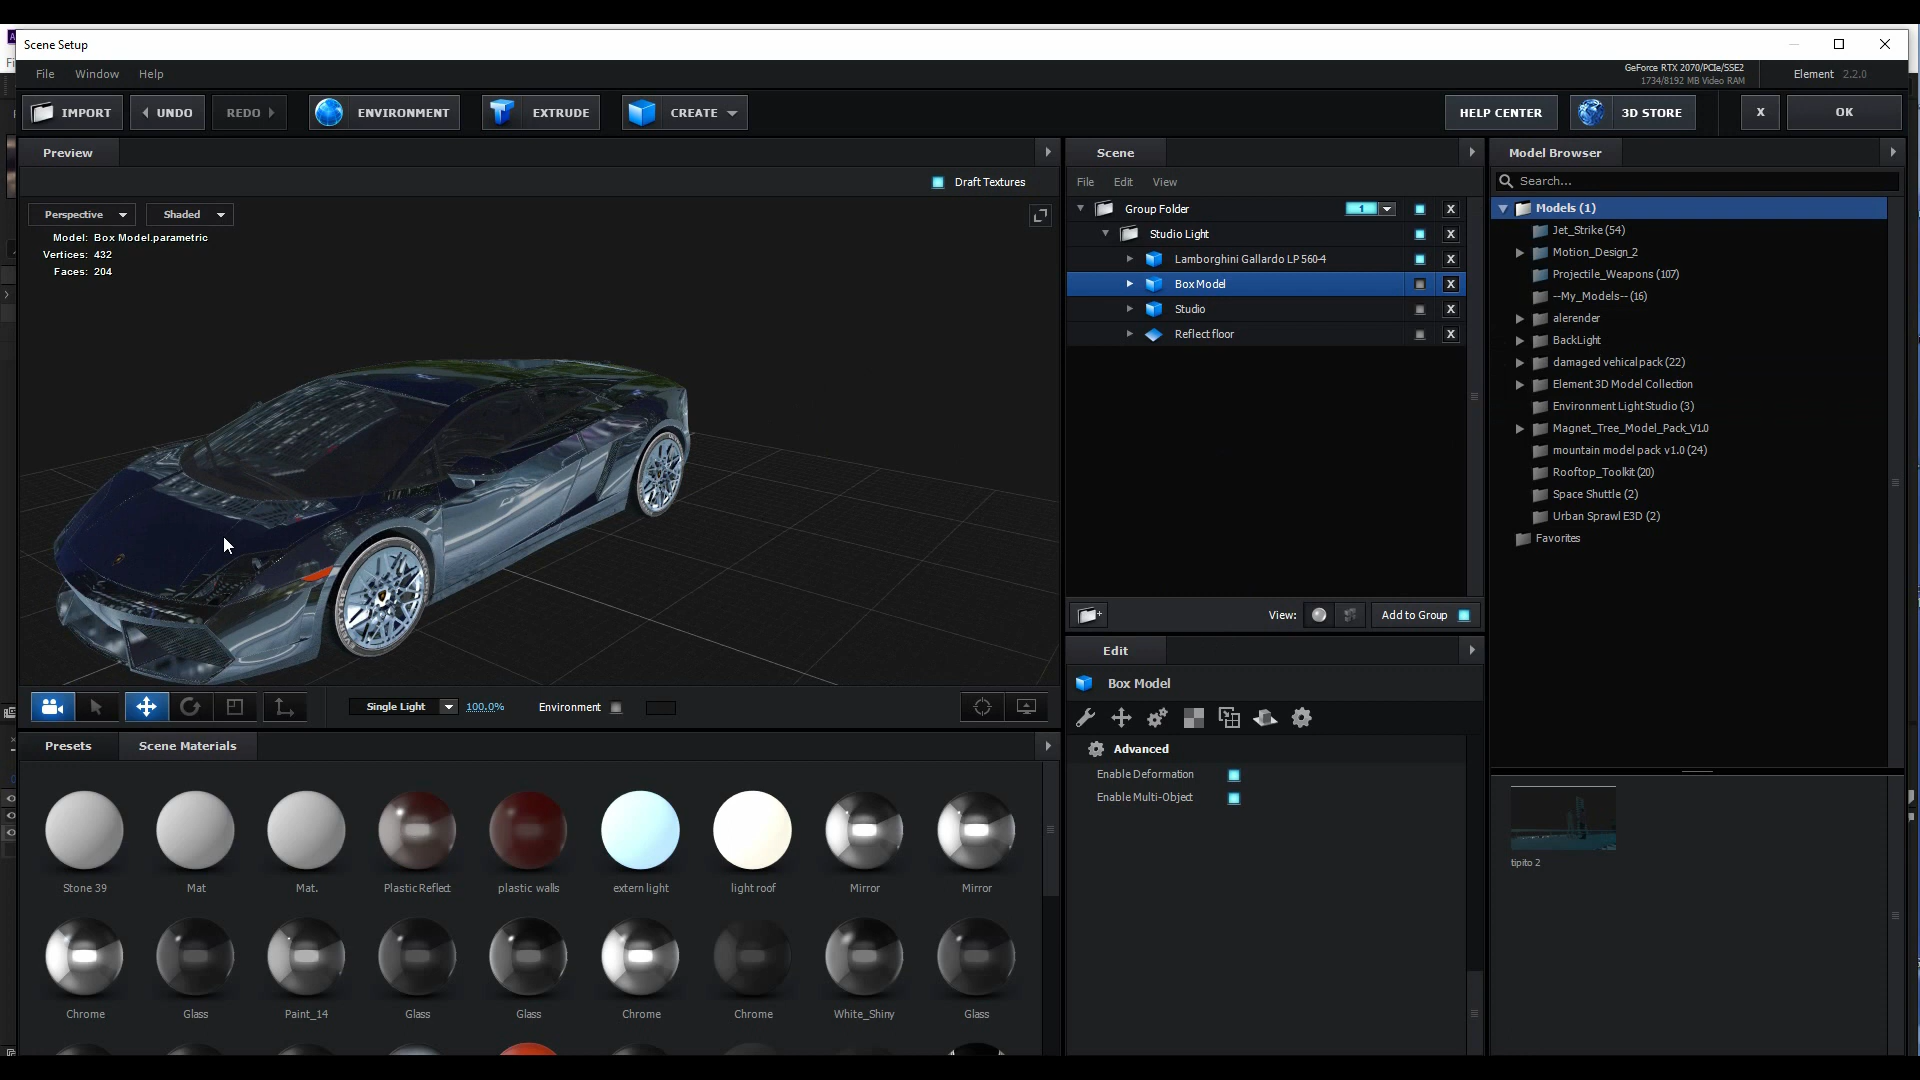 Scene Setup
File Window Help
GeForce RTX 2070/PCIe/SSE2
1734/8192 MB Video RAM
Element 2.2.0
IMPORT UNDO REDO ENVIRONMENT EXTRUDE CREATE HELP CENTER 3D STORE X OK
Preview
Draft Textures
Perspective Shaded
Model: Box Model.parametric
Vertices: 432
Faces: 204
Single Light 100.0% Environment
Presets Scene Materials
Stone 39 Mat Mat. Plastic Reflect plastic walls extern light light roof Mirror Mirror
Chrome Glass Paint_14 Glass Glass Chrome Chrome White_Shiny Glass
Scene
File Edit View
Group Folder 1 X
Studio Light X
Lamborghini Gallardo LP 560-4 X
Box Model X
Studio X
Reflect floor X
View: Add to Group
Edit
Box Model
Advanced
Enable Deformation
Enable Multi-Object
Model Browser
Search...
Models (1)
Jet_Strike (54)
Motion_Design_2
Projectile_Weapons (107)
--My_Models-- (16)
alerender
BackLight
damaged vehical pack (22)
Element 3D Model Collection
Environment Light Studio (3)
Magnet_Tree_Model_Pack_V1.0
mountain model pack v1.0 (24)
Rooftop_Toolkit (20)
Space Shuttle (2)
Urban Sprawl E3D (2)
Favorites
tipito 2